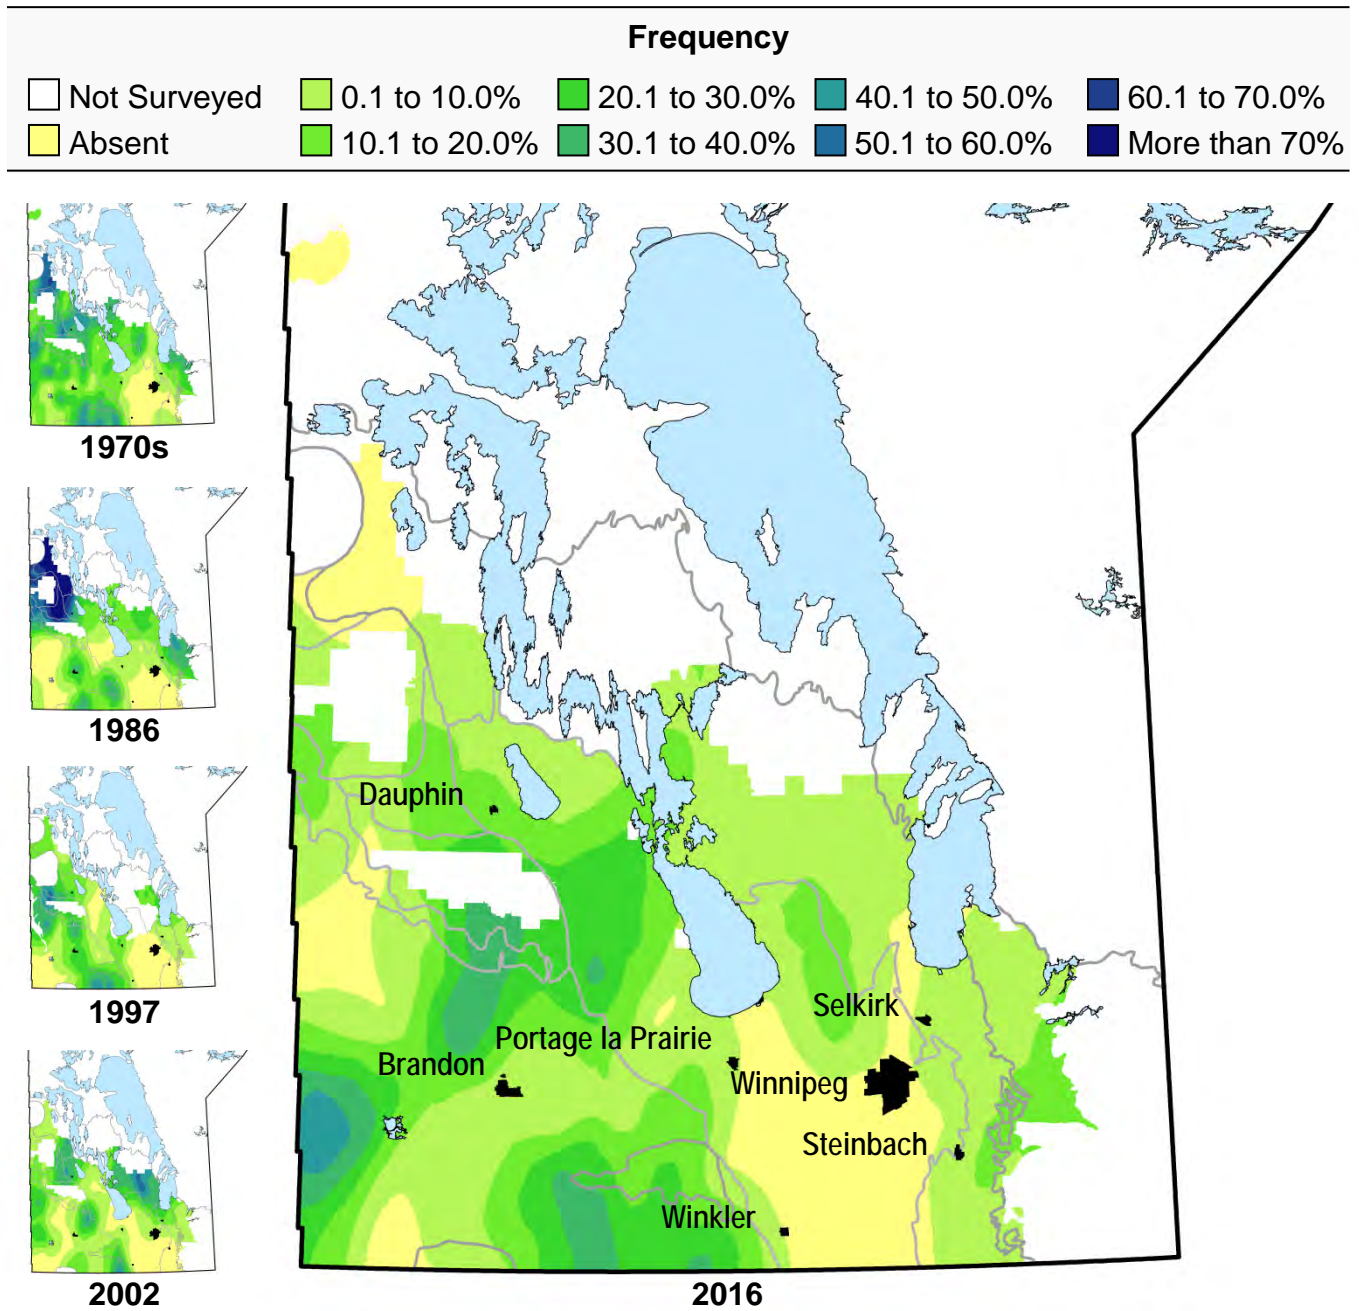 Frequency
Not Surveyed 0.1 to 10.0% 20.1 to 30.0% 40.1 to 50.0% 60.1 to 70.0%
Absent 10.1 to 20.0% 30.1 to 40.0% 50.1 to 60.0% More than 70%
1970s
1986
1997
2002
Dauphin
Selkirk
Portage la Prairie
Brandon
Winnipeg
Steinbach
Winkler
2016